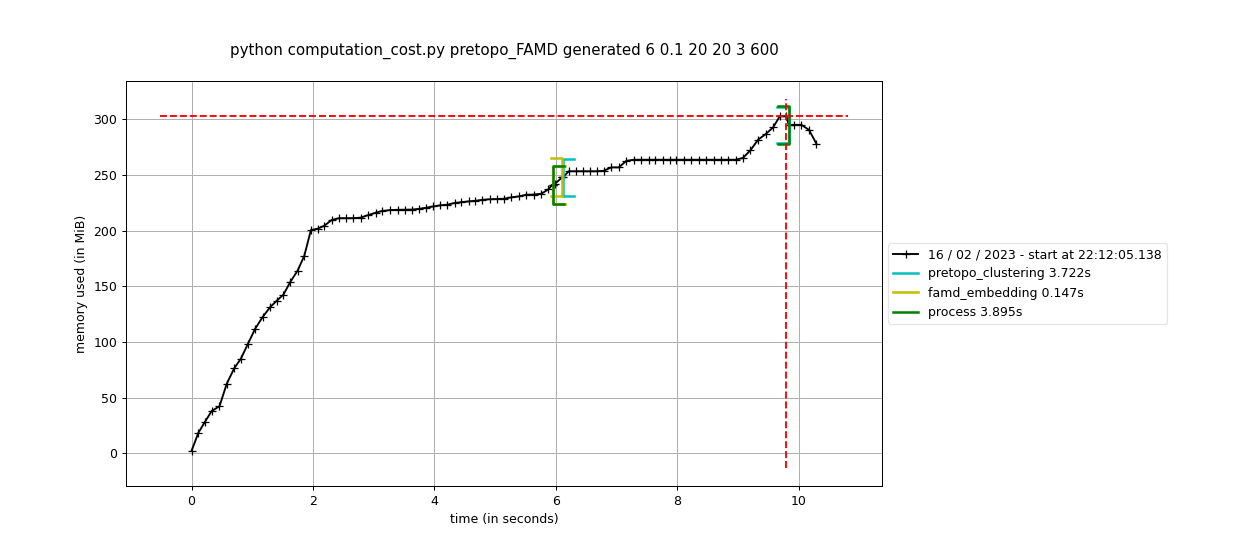 python computation_cost.py pretopo_FAMD generated 6 0.1 20 20 3 600
300
250
200
150
100
50
0
memory used (in MiB)
0 2 4 6 8 10
time (in seconds)
16 / 02 / 2023 - start at 22:12:05.138
pretopo_clustering 3.722s
famd_embedding 0.147s
process 3.895s